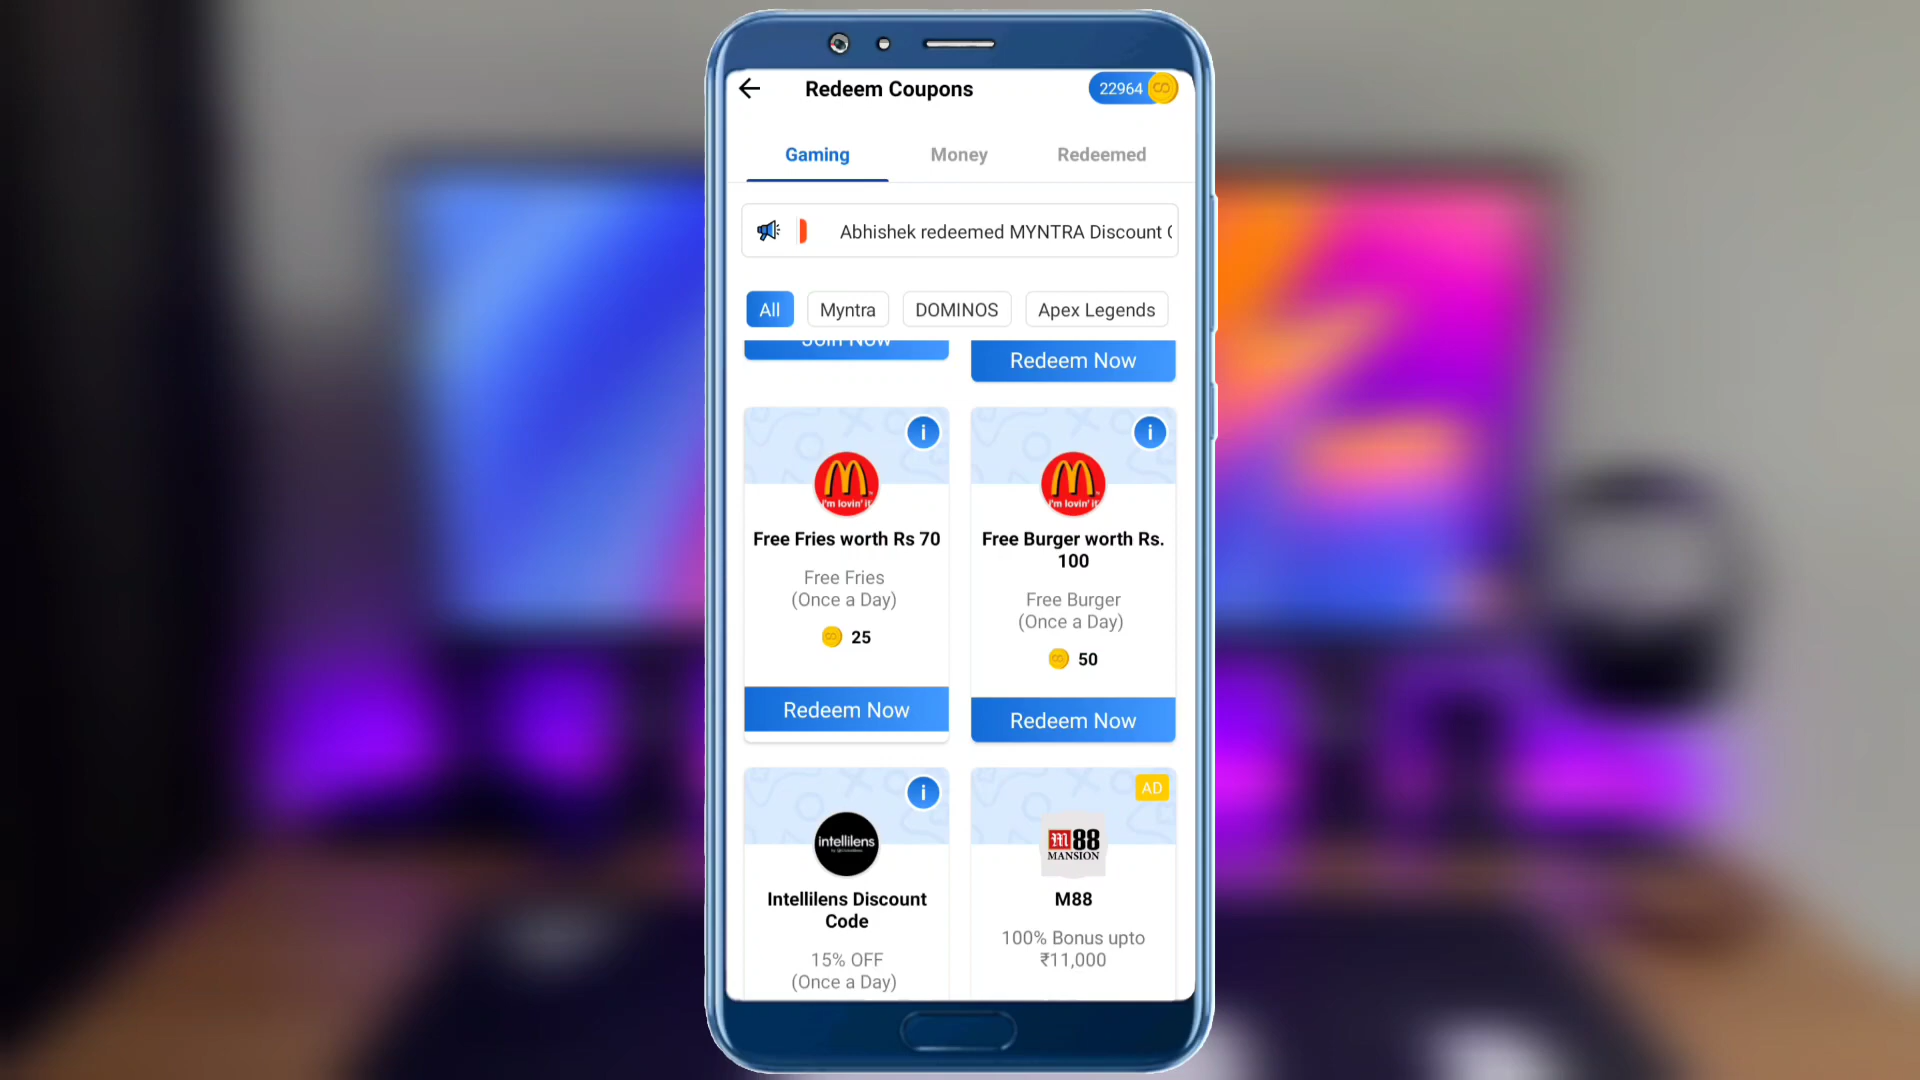 Redeem Coupons
22964
Gaming
Money
Redeemed
Abhishek redeemed MYNTRA Discount
All
Myntra
DOMINOS
Apex Legends
Join Now
Redeem Now
i
i
i'm lovin' it
i'm lovin' it
Free Fries worth Rs 70
Free Fries
(Once a Day)
25
Redeem Now
Free Burger worth Rs.
100
Free Burger
(Once a Day)
50
Redeem Now
i
intellilens
Intellilens Discount
Code
15% OFF
(Once a Day)
AD
M88
MANSION
M88
100% Bonus upto
₹11,000